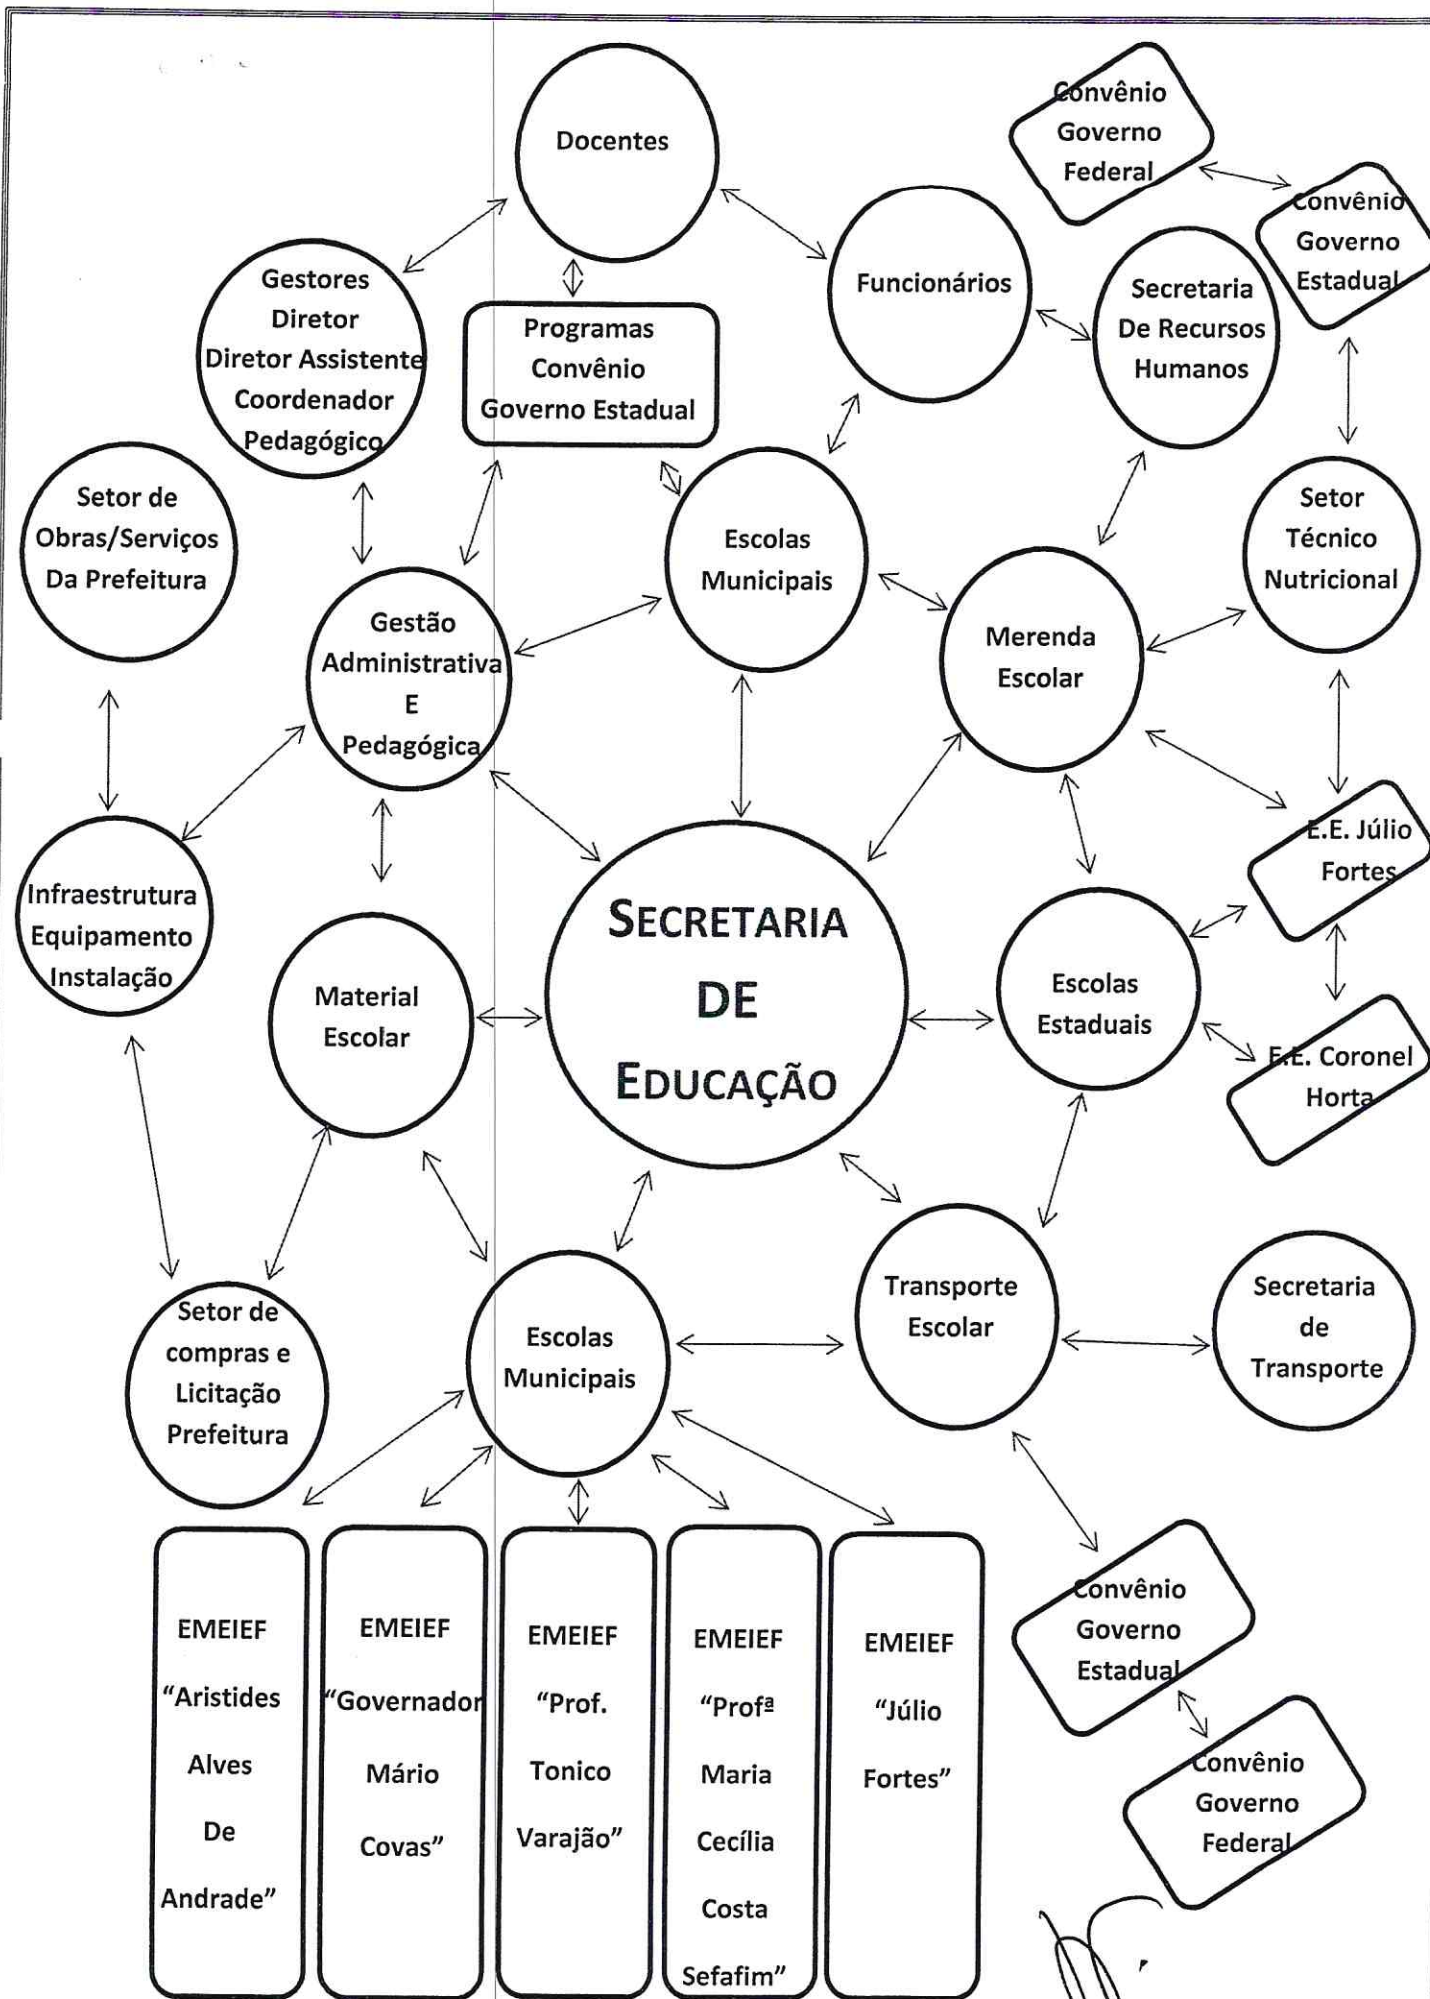 Docentes
Convênio
Governo
Federal
Convênio
Governo
Estadual
Funcionários
Secretaria
De Recursos
Humanos
Gestores
Diretor
Diretor Assistente
Coordenador
Pedagógico
Programas
Convênio
Governo Estadual
Setor de
Obras/Serviços
Da Prefeitura
Escolas
Municipais
Setor
Técnico
Nutricional
Gestão
Administrativa
E
Pedagógica
Merenda
Escolar
E.E. Júlio
Fortes
Infraestrutura
Equipamento
Instalação
Material
Escolar
SECRETARIA
DE
EDUCAÇÃO
Escolas
Estaduais
E.E. Coronel
Horta
Setor de
compras e
Licitação
Prefeitura
Escolas
Municipais
Transporte
Escolar
Secretaria
de
Transporte
EMEIEF
“Aristides
Alves
De
Andrade”
EMEIEF
“Governador
Mário
Covas”
EMEIEF
“Prof.
Tonico
Varajão”
EMEIEF
“Profª
Maria
Cecília
Costa
Sefafim”
EMEIEF
“Júlio
Fortes”
Convênio
Governo
Estadual
Convênio
Governo
Federal